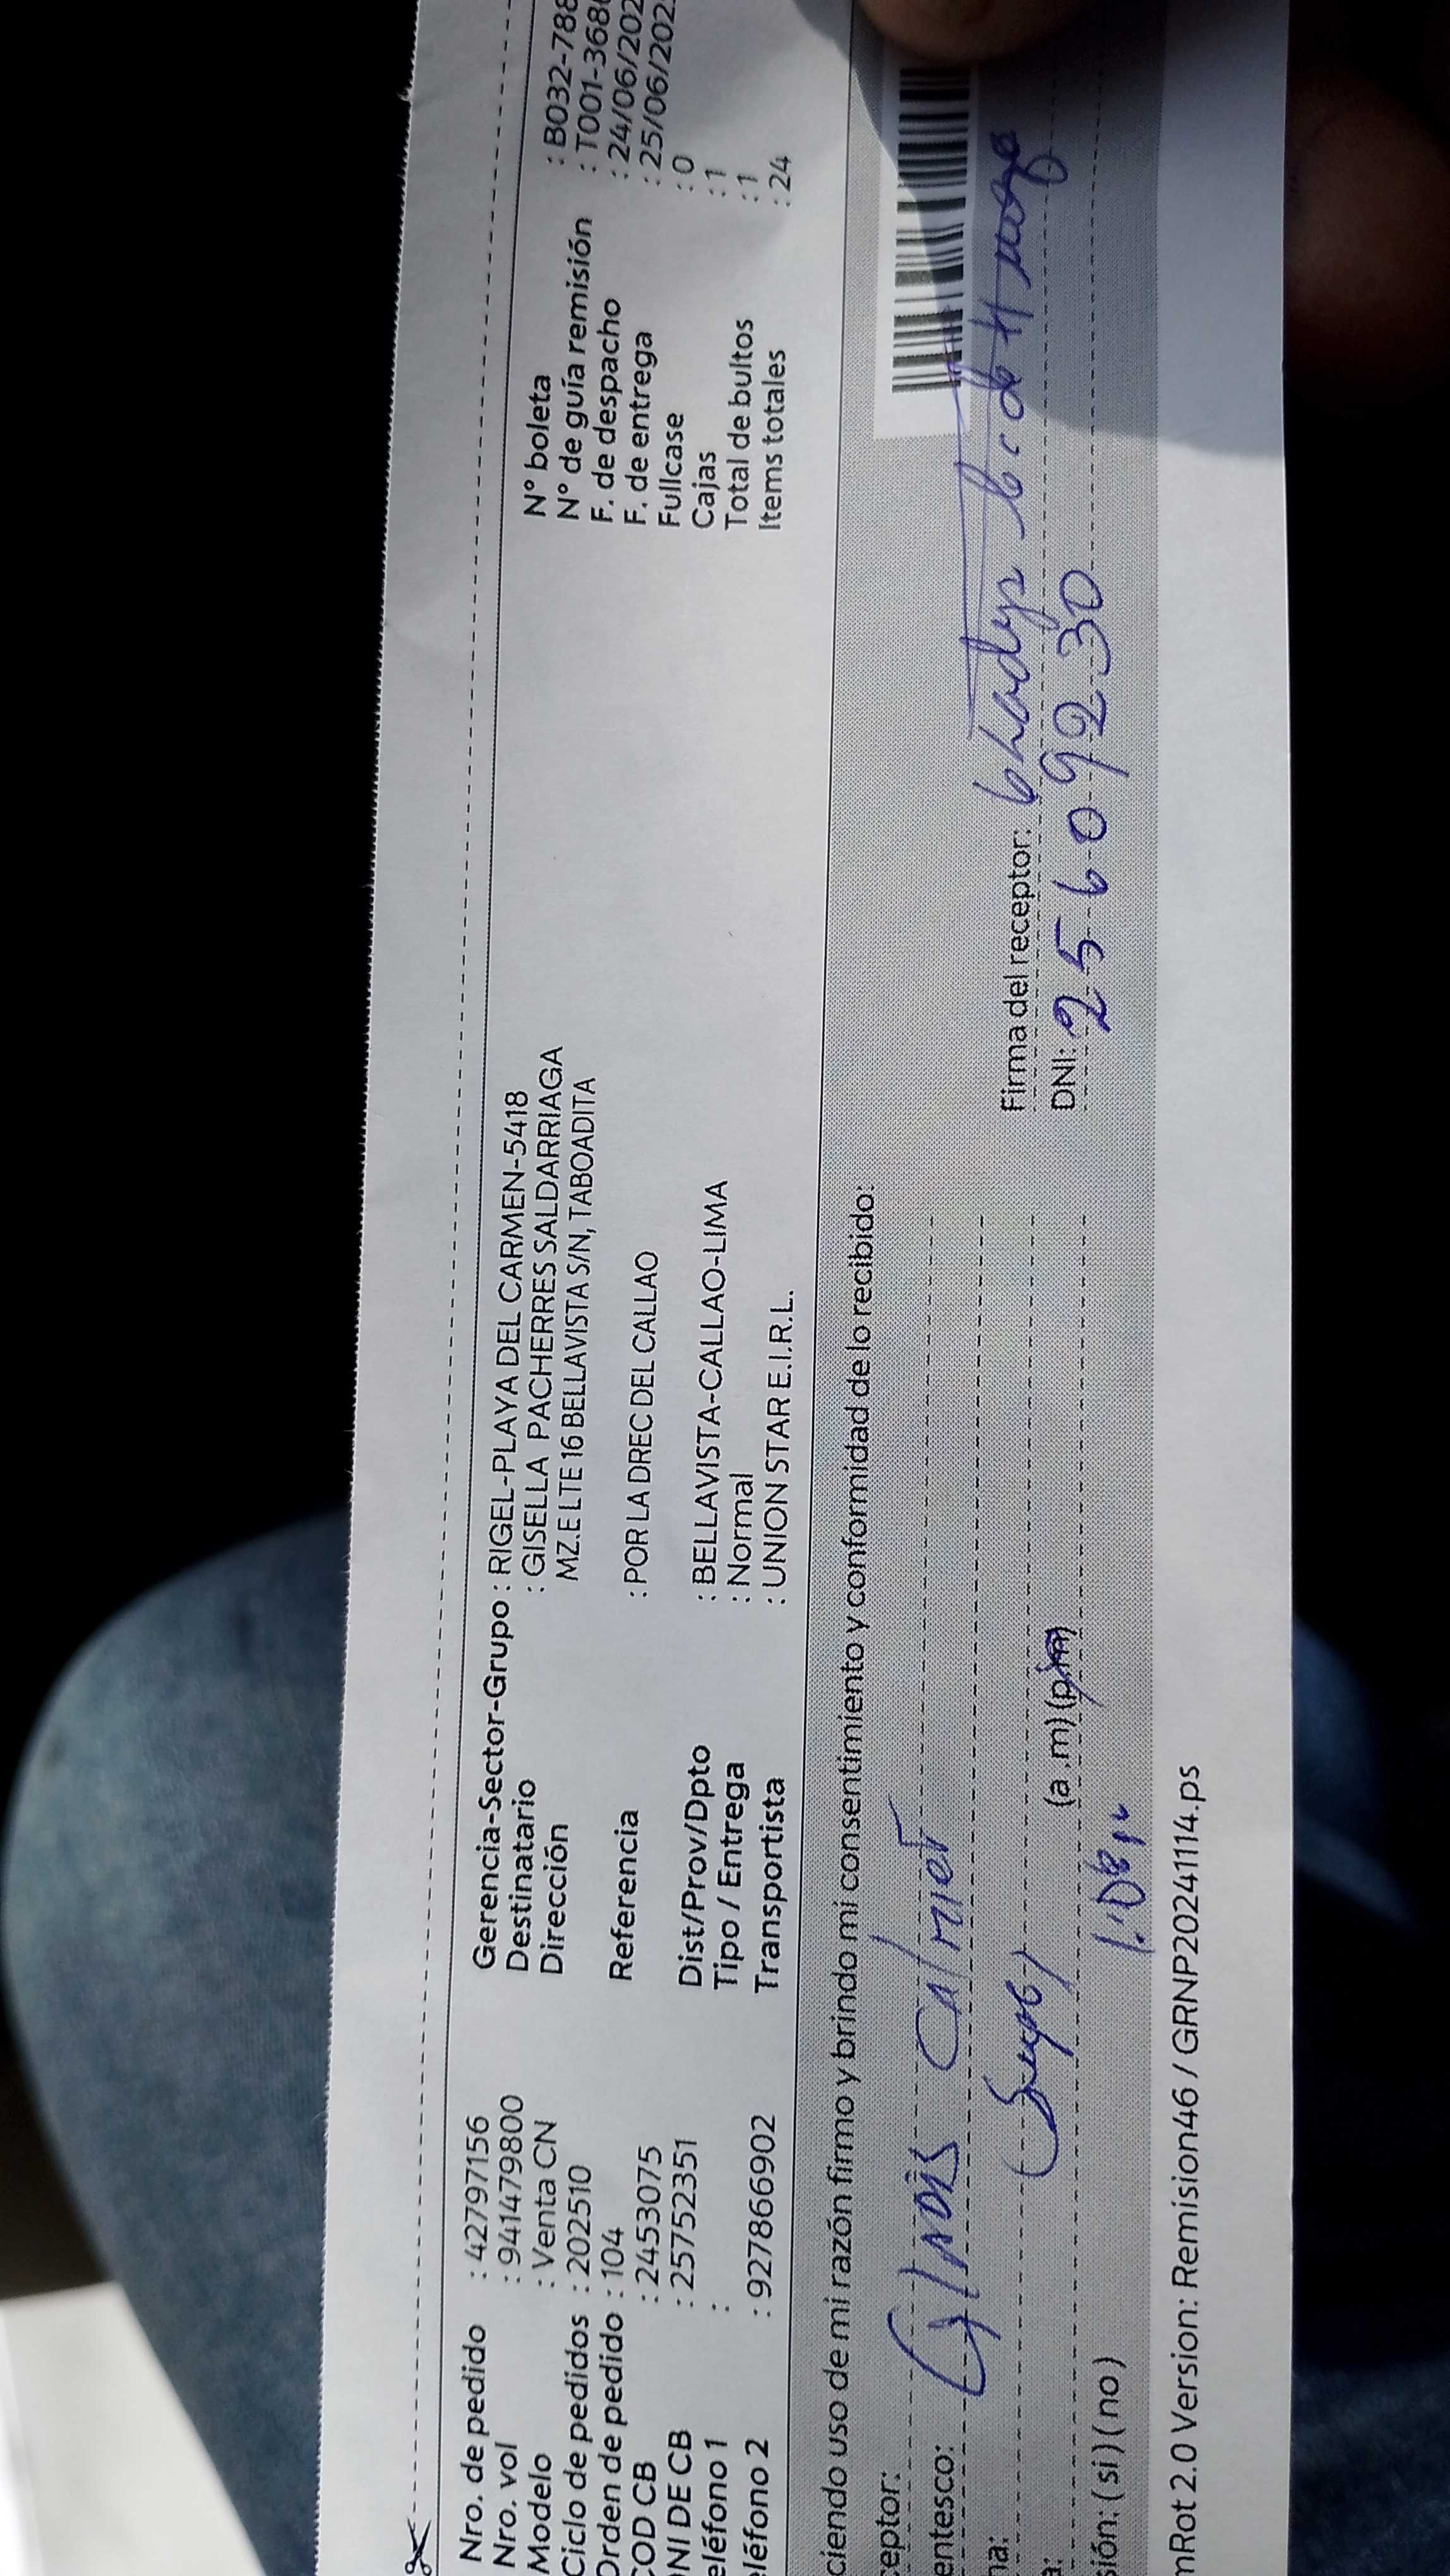 Nro. de pedido : 42797156
Nro. vol : 941479800
Modelo : Venta CN
Ciclo de pedidos : 202510
Orden de pedido : 104
COD CB : 2453075
DNI DE CB : 25752351
eléfono 1 :
eléfono 2 : 927866902
Gerencia-Sector-Grupo : RIGEL-PLAYA DEL CARMEN-5418
Destinatario : GISELLA PACHERRES SALDARRIAGA
Dirección MZ.E LTE 16 BELLAVISTA S/N, TABOADITA
Referencia : POR LA DREC DEL CALLAO
Dist/Prov/Dpto : BELLAVISTA-CALLAO-LIMA
Tipo / Entrega : Normal
Transportista : UNION STAR E.I.R.L.
N° boleta : B032-788
N° de guía remisión : T001-368
F. de despacho : 24/06/202
F. de entrega : 25/06/202
Fullcase : 0
Cajas : 1
Total de bultos : 1
Items totales : 24
ciendo uso de mi razón firmo y brindo mi consentimiento y conformidad de lo recibido:
ceptor:
entesco:
na:
a: (a .m) (p.m)
sión: ( si ) ( no )
Firma del receptor:
DNI: 25609230
mRot 2.0 Version: Remision46 / GRNP20241114.ps